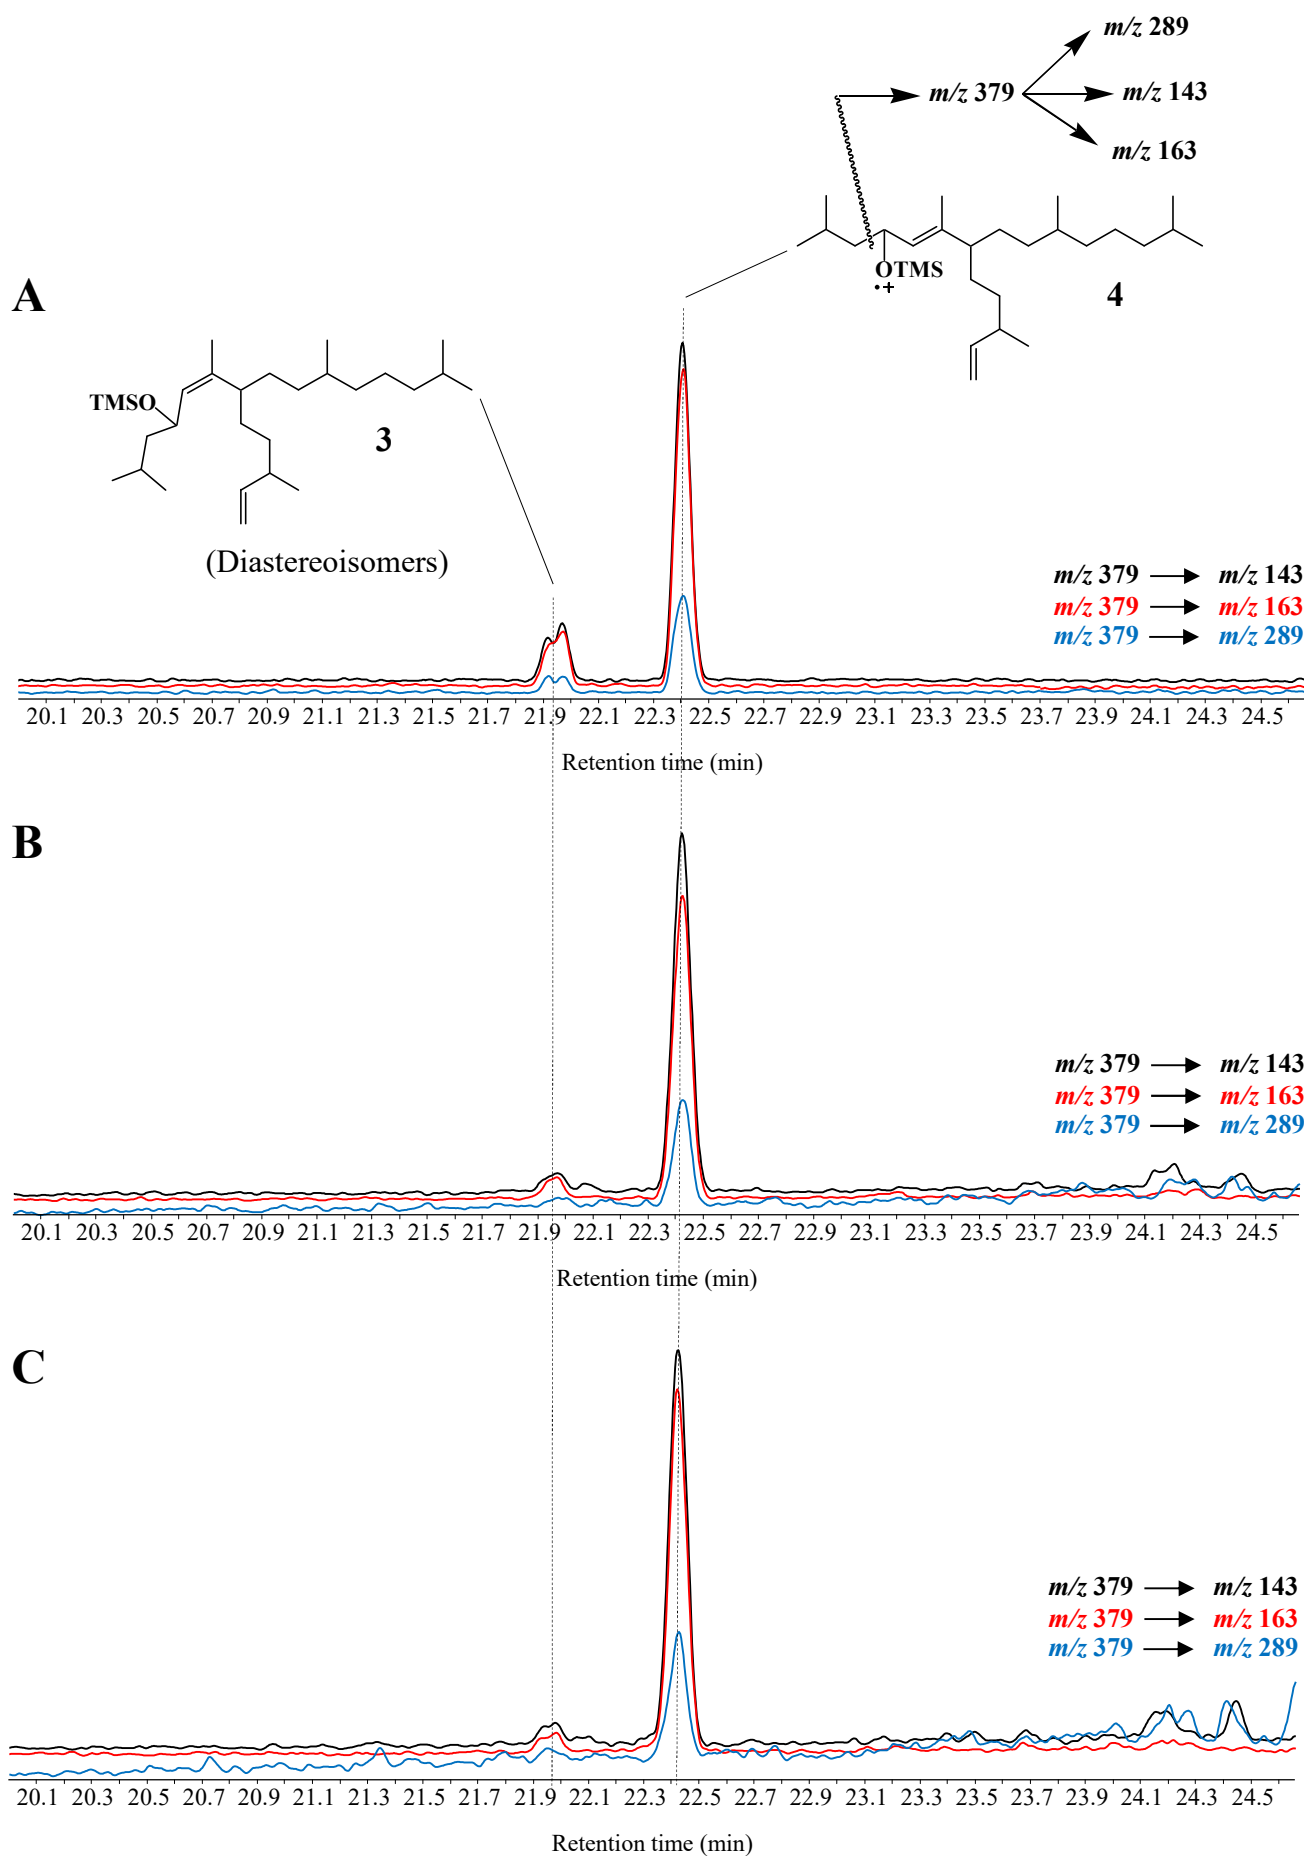 m/z 289
m/z 379
m/z 143
m/z 163
OTMS
•+
4
A
TMSO
3
(Diastereoisomers)
m/z 379 → m/z 143
m/z 379 → m/z 163
m/z 379 → m/z 289
20.1 20.3 20.5 20.7 20.9 21.1 21.3 21.5 21.7 21.9 22.1 22.3 22.5 22.7 22.9 23.1 23.3 23.5 23.7 23.9 24.1 24.3 24.5
Retention time (min)
B
m/z 379 → m/z 143
m/z 379 → m/z 163
m/z 379 → m/z 289
20.1 20.3 20.5 20.7 20.9 21.1 21.3 21.5 21.7 21.9 22.1 22.3 22.5 22.7 22.9 23.1 23.3 23.5 23.7 23.9 24.1 24.3 24.5
Retention time (min)
C
m/z 379 → m/z 143
m/z 379 → m/z 163
m/z 379 → m/z 289
20.1 20.3 20.5 20.7 20.9 21.1 21.3 21.5 21.7 21.9 22.1 22.3 22.5 22.7 22.9 23.1 23.3 23.5 23.7 23.9 24.1 24.3 24.5
Retention time (min)